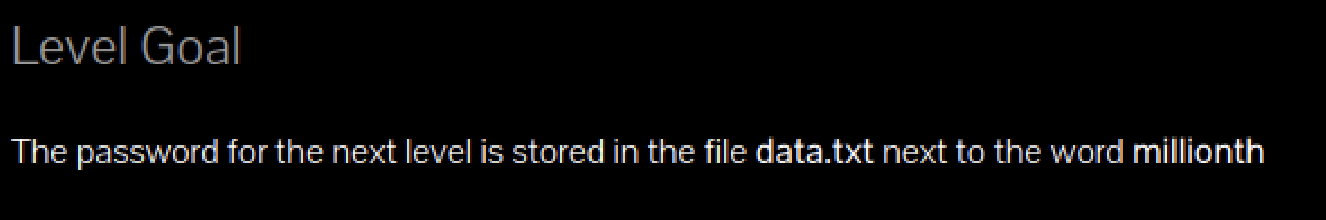 Level Goal
The password for the next level is stored in the file data.txt next to the word millionth